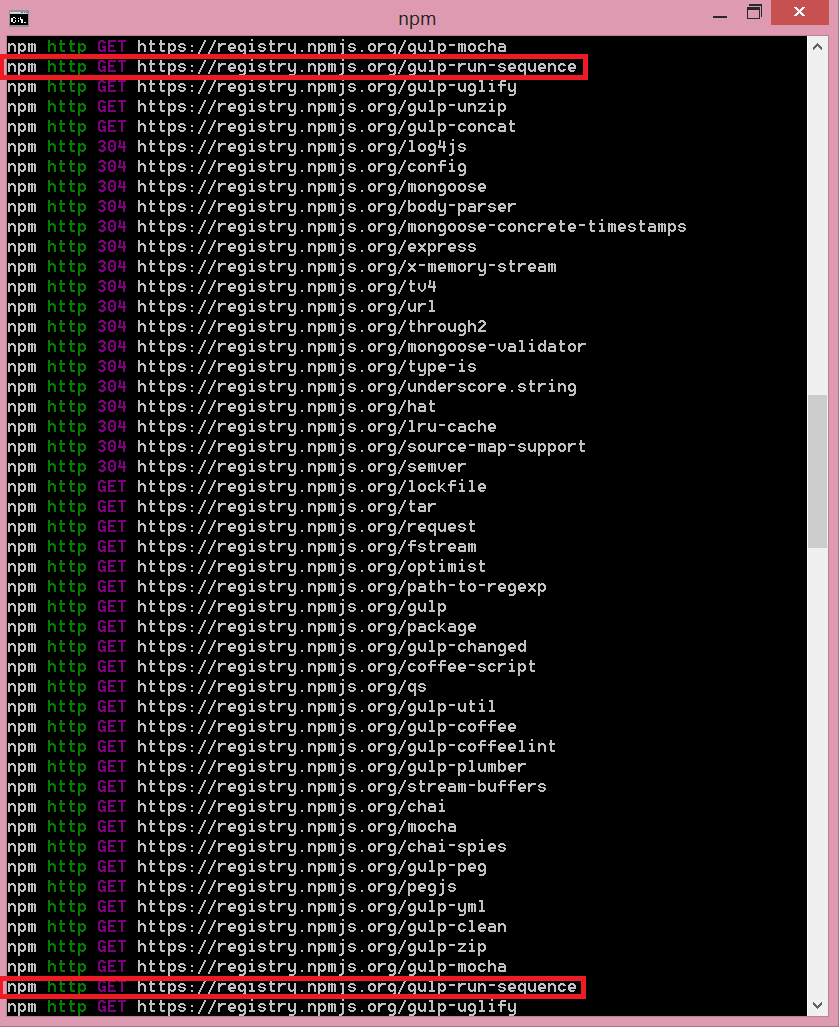 npm
npm http GET https://registry.npmjs.org/gulp-mocha
npm http GET https://registry.npmjs.org/gulp-run-sequence
npm http GET https://registry.npmjs.org/gulp-uglify
npm http GET https://registry.npmjs.org/gulp-unzip
npm http GET https://registry.npmjs.org/gulp-concat
npm http 304 https://registry.npmjs.org/log4js
npm http 304 https://registry.npmjs.org/config
npm http 304 https://registry.npmjs.org/mongoose
npm http 304 https://registry.npmjs.org/body-parser
npm http 304 https://registry.npmjs.org/mongoose-concrete-timestamps
npm http 304 https://registry.npmjs.org/express
npm http 304 https://registry.npmjs.org/x-memory-stream
npm http 304 https://registry.npmjs.org/tv4
npm http 304 https://registry.npmjs.org/url
npm http 304 https://registry.npmjs.org/through2
npm http 304 https://registry.npmjs.org/mongoose-validator
npm http 304 https://registry.npmjs.org/type-is
npm http 304 https://registry.npmjs.org/underscore.string
npm http 304 https://registry.npmjs.org/hat
npm http 304 https://registry.npmjs.org/lru-cache
npm http 304 https://registry.npmjs.org/source-map-support
npm http 304 https://registry.npmjs.org/semver
npm http GET https://registry.npmjs.org/lockfile
npm http GET https://registry.npmjs.org/tar
npm http GET https://registry.npmjs.org/request
npm http GET https://registry.npmjs.org/fstream
npm http GET https://registry.npmjs.org/optimist
npm http GET https://registry.npmjs.org/path-to-regexp
npm http GET https://registry.npmjs.org/gulp
npm http GET https://registry.npmjs.org/package
npm http GET https://registry.npmjs.org/gulp-changed
npm http GET https://registry.npmjs.org/coffee-script
npm http GET https://registry.npmjs.org/qs
npm http GET https://registry.npmjs.org/gulp-util
npm http GET https://registry.npmjs.org/gulp-coffee
npm http GET https://registry.npmjs.org/gulp-coffeelint
npm http GET https://registry.npmjs.org/gulp-plumber
npm http GET https://registry.npmjs.org/stream-buffers
npm http GET https://registry.npmjs.org/chai
npm http GET https://registry.npmjs.org/mocha
npm http GET https://registry.npmjs.org/chai-spies
npm http GET https://registry.npmjs.org/gulp-peg
npm http GET https://registry.npmjs.org/pegjs
npm http GET https://registry.npmjs.org/gulp-yml
npm http GET https://registry.npmjs.org/gulp-clean
npm http GET https://registry.npmjs.org/gulp-zip
npm http GET https://registry.npmjs.org/gulp-mocha
npm http GET https://registry.npmjs.org/gulp-run-sequence
npm http GET https://registry.npmjs.org/gulp-uglify